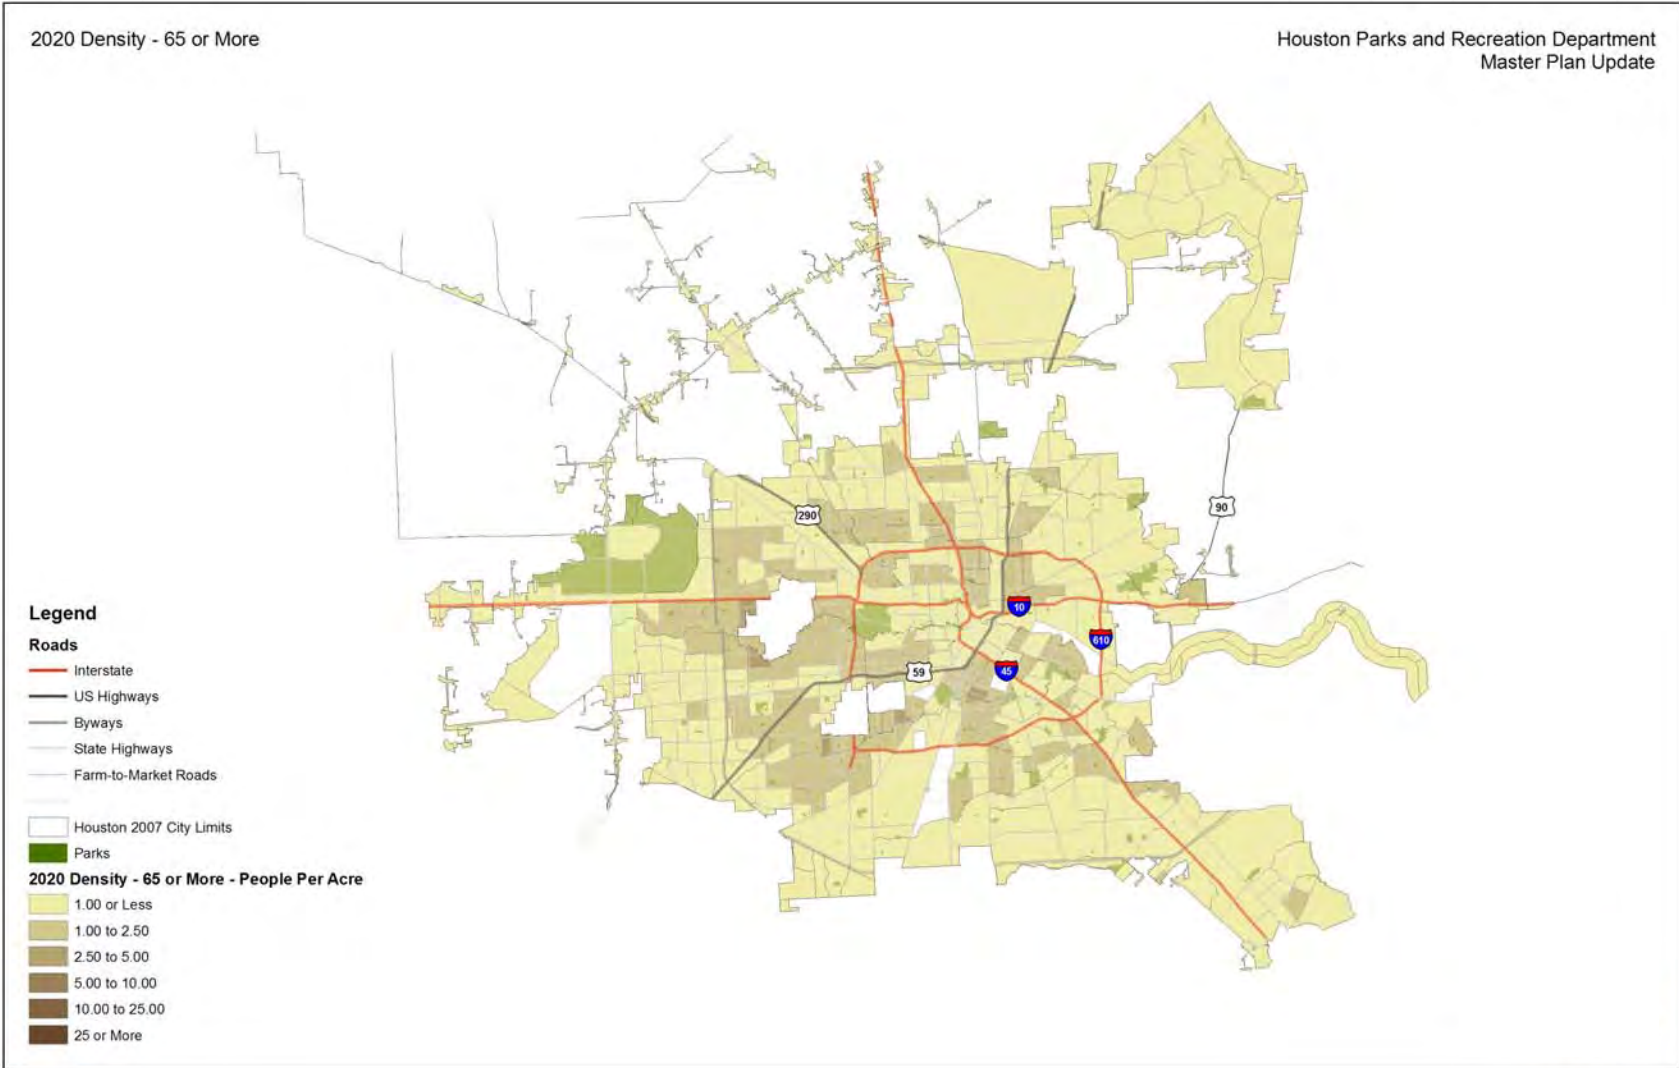 2020 Density - 65 or More
Houston Parks and Recreation Department
Master Plan Update
290
90
10
610
59
45
Legend
Roads
Interstate
US Highways
Byways
State Highways
Farm-to-Market Roads
Houston 2007 City Limits
Parks
2020 Density - 65 or More - People Per Acre
1.00 or Less
1.00 to 2.50
2.50 to 5.00
5.00 to 10.00
10.00 to 25.00
25 or More